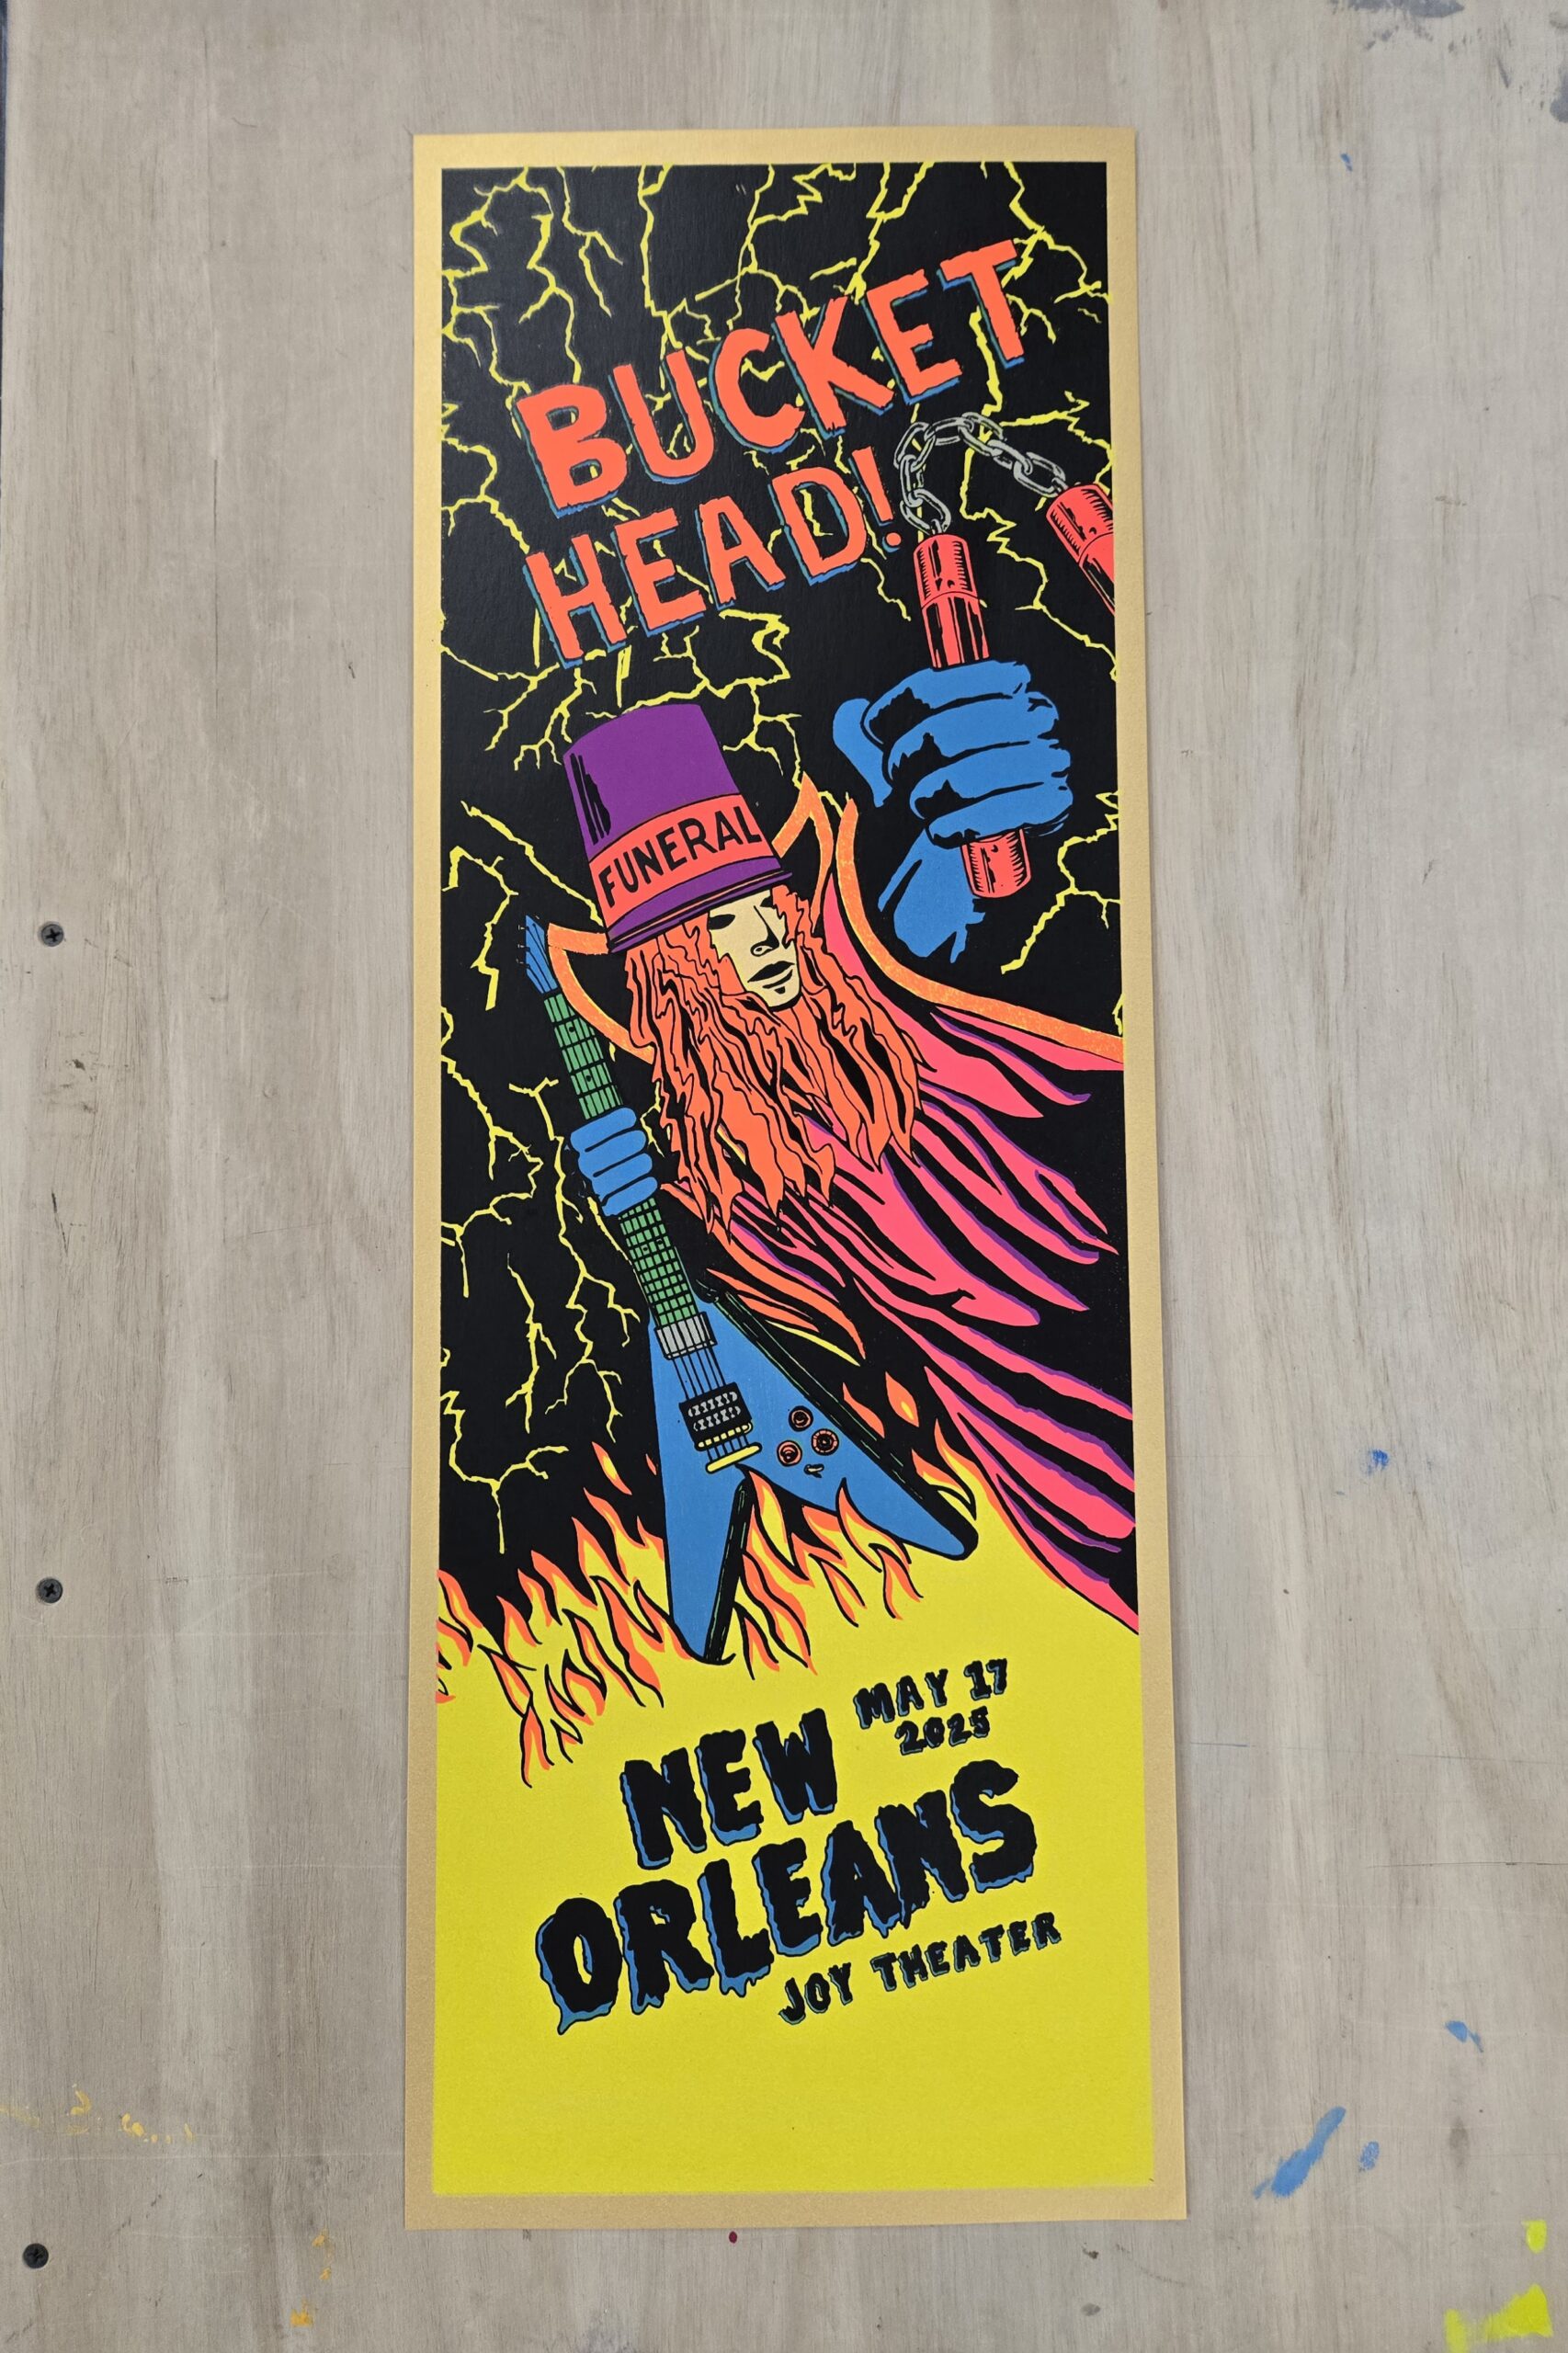 BUCKET
HEAD!
FUNERAL
MAY 17
2025
NEW
ORLEANS
JOY THEATER